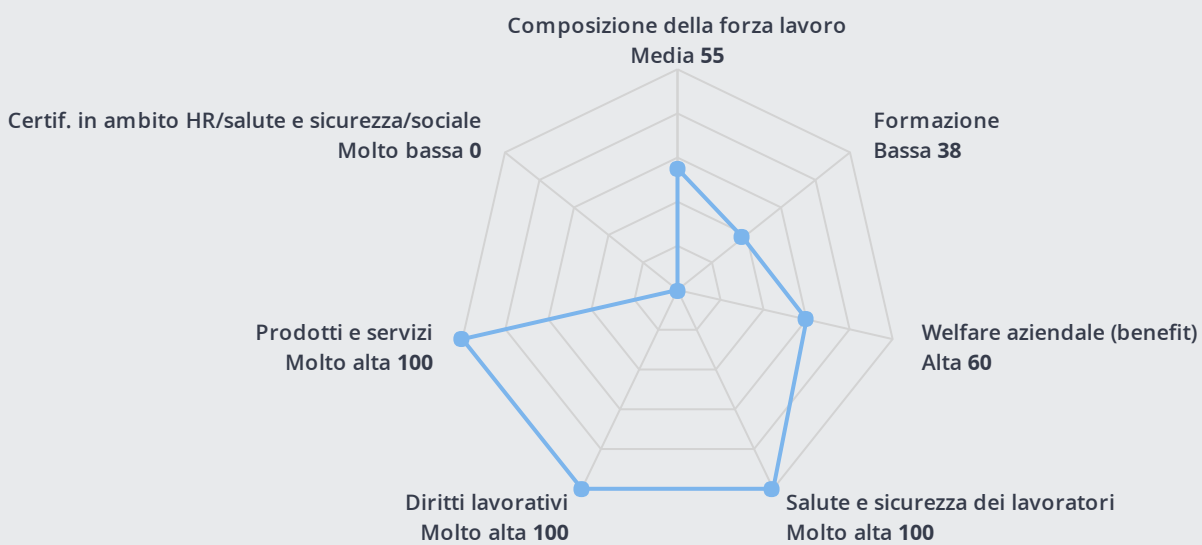 Composizione della forza lavoro
Media 55
Certif. in ambito HR/salute e sicurezza/sociale
Molto bassa 0
Formazione
Bassa 38
Prodotti e servizi
Molto alta 100
Welfare aziendale (benefit)
Alta 60
Diritti lavorativi
Molto alta 100
Salute e sicurezza dei lavoratori
Molto alta 100